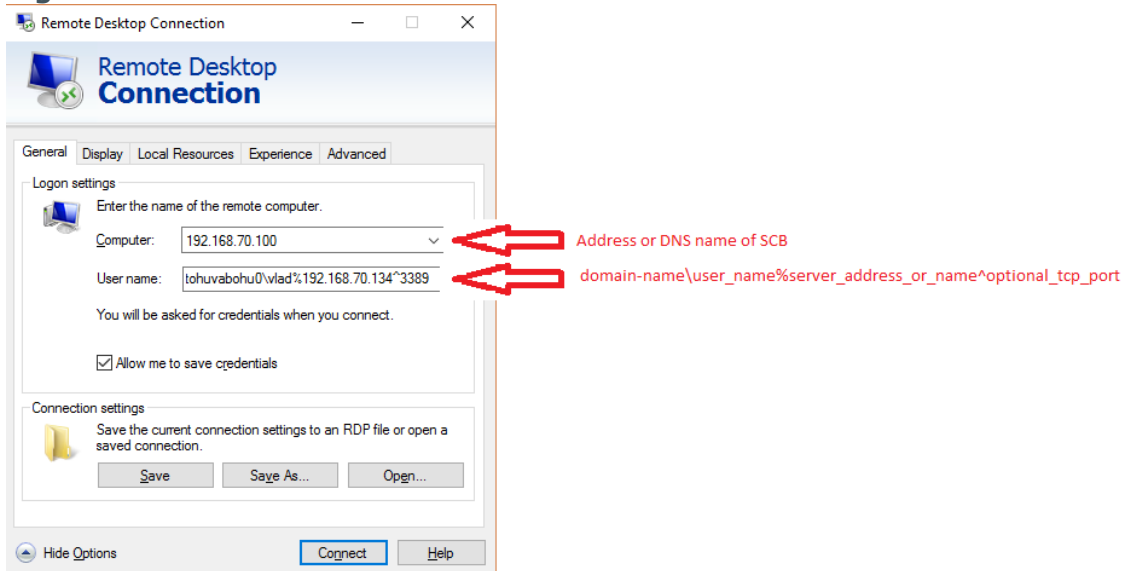 Remote Desktop Connection
Remote Desktop
Connection
General Display Local Resources Experience Advanced
Logon settings
Enter the name of the remote computer.
Computer: 192.168.70.100
Address or DNS name of SCB
User name: tohuvabohu0\vlad%192.168.70.134^3389
domain-name\user_name%server_address_or_name^optional_tcp_port
You will be asked for credentials when you connect.
Allow me to save credentials
Connection settings
Save the current connection settings to an RDP file or open a
saved connection.
Save Save As... Open...
Hide Options Connect Help